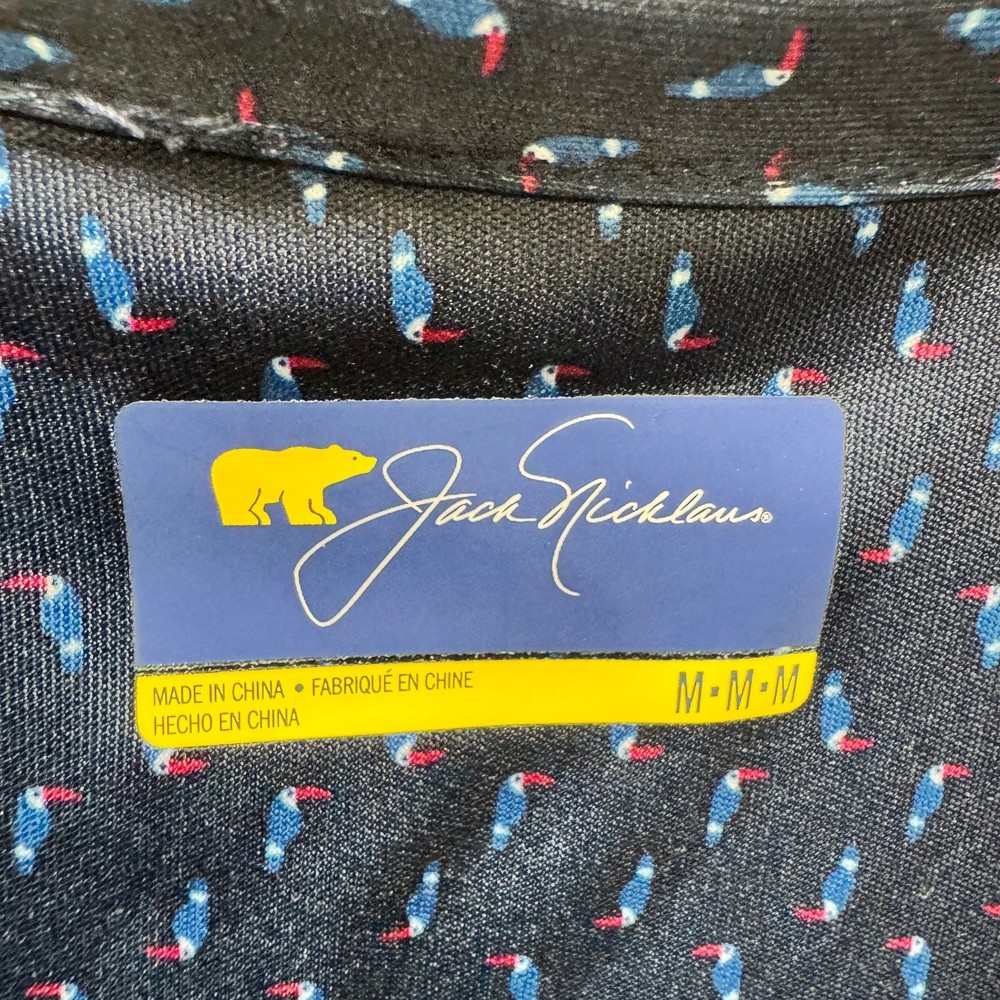 Jack Nicklaus®
MADE IN CHINA • FABRIQUÉ EN CHINE
HECHO EN CHINA
M▪M▪M